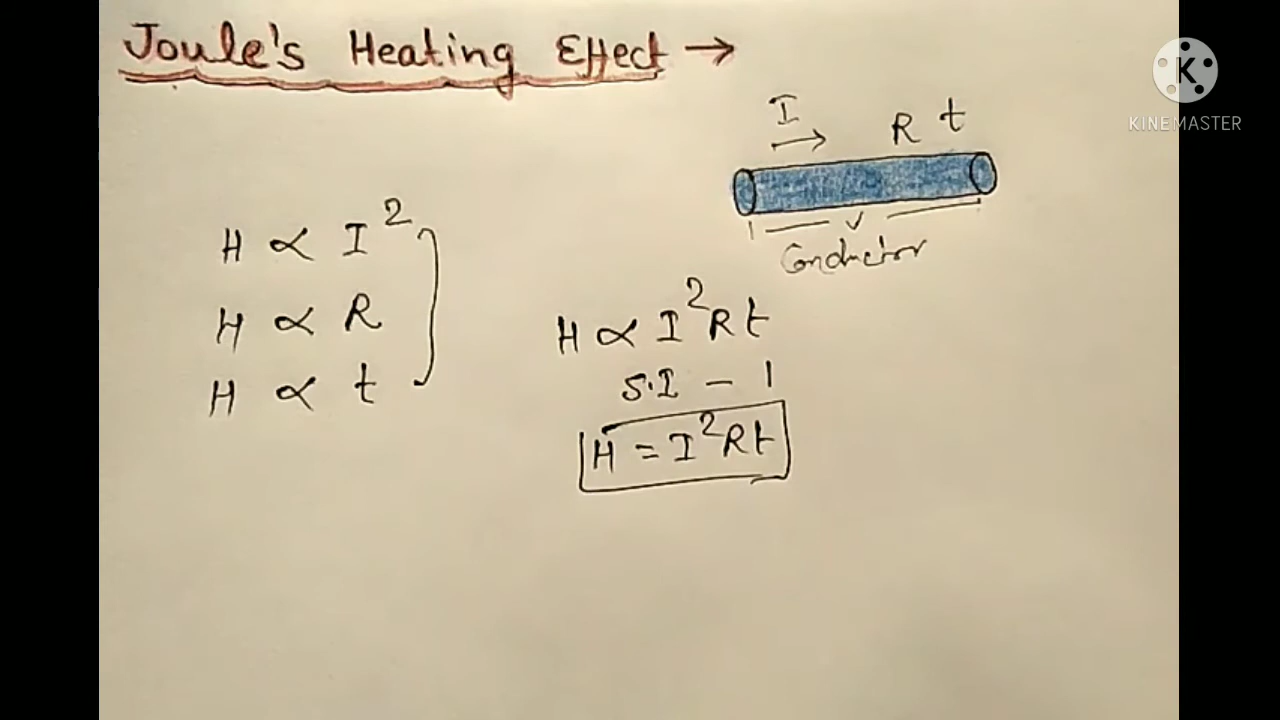 Joule's Heating Effect →
K
KINEMASTER
I
→
R t
V
Conductor
H ∝ I²
H ∝ R
H ∝ t
H ∝ I²Rt
S.I - 1
H = I²Rt